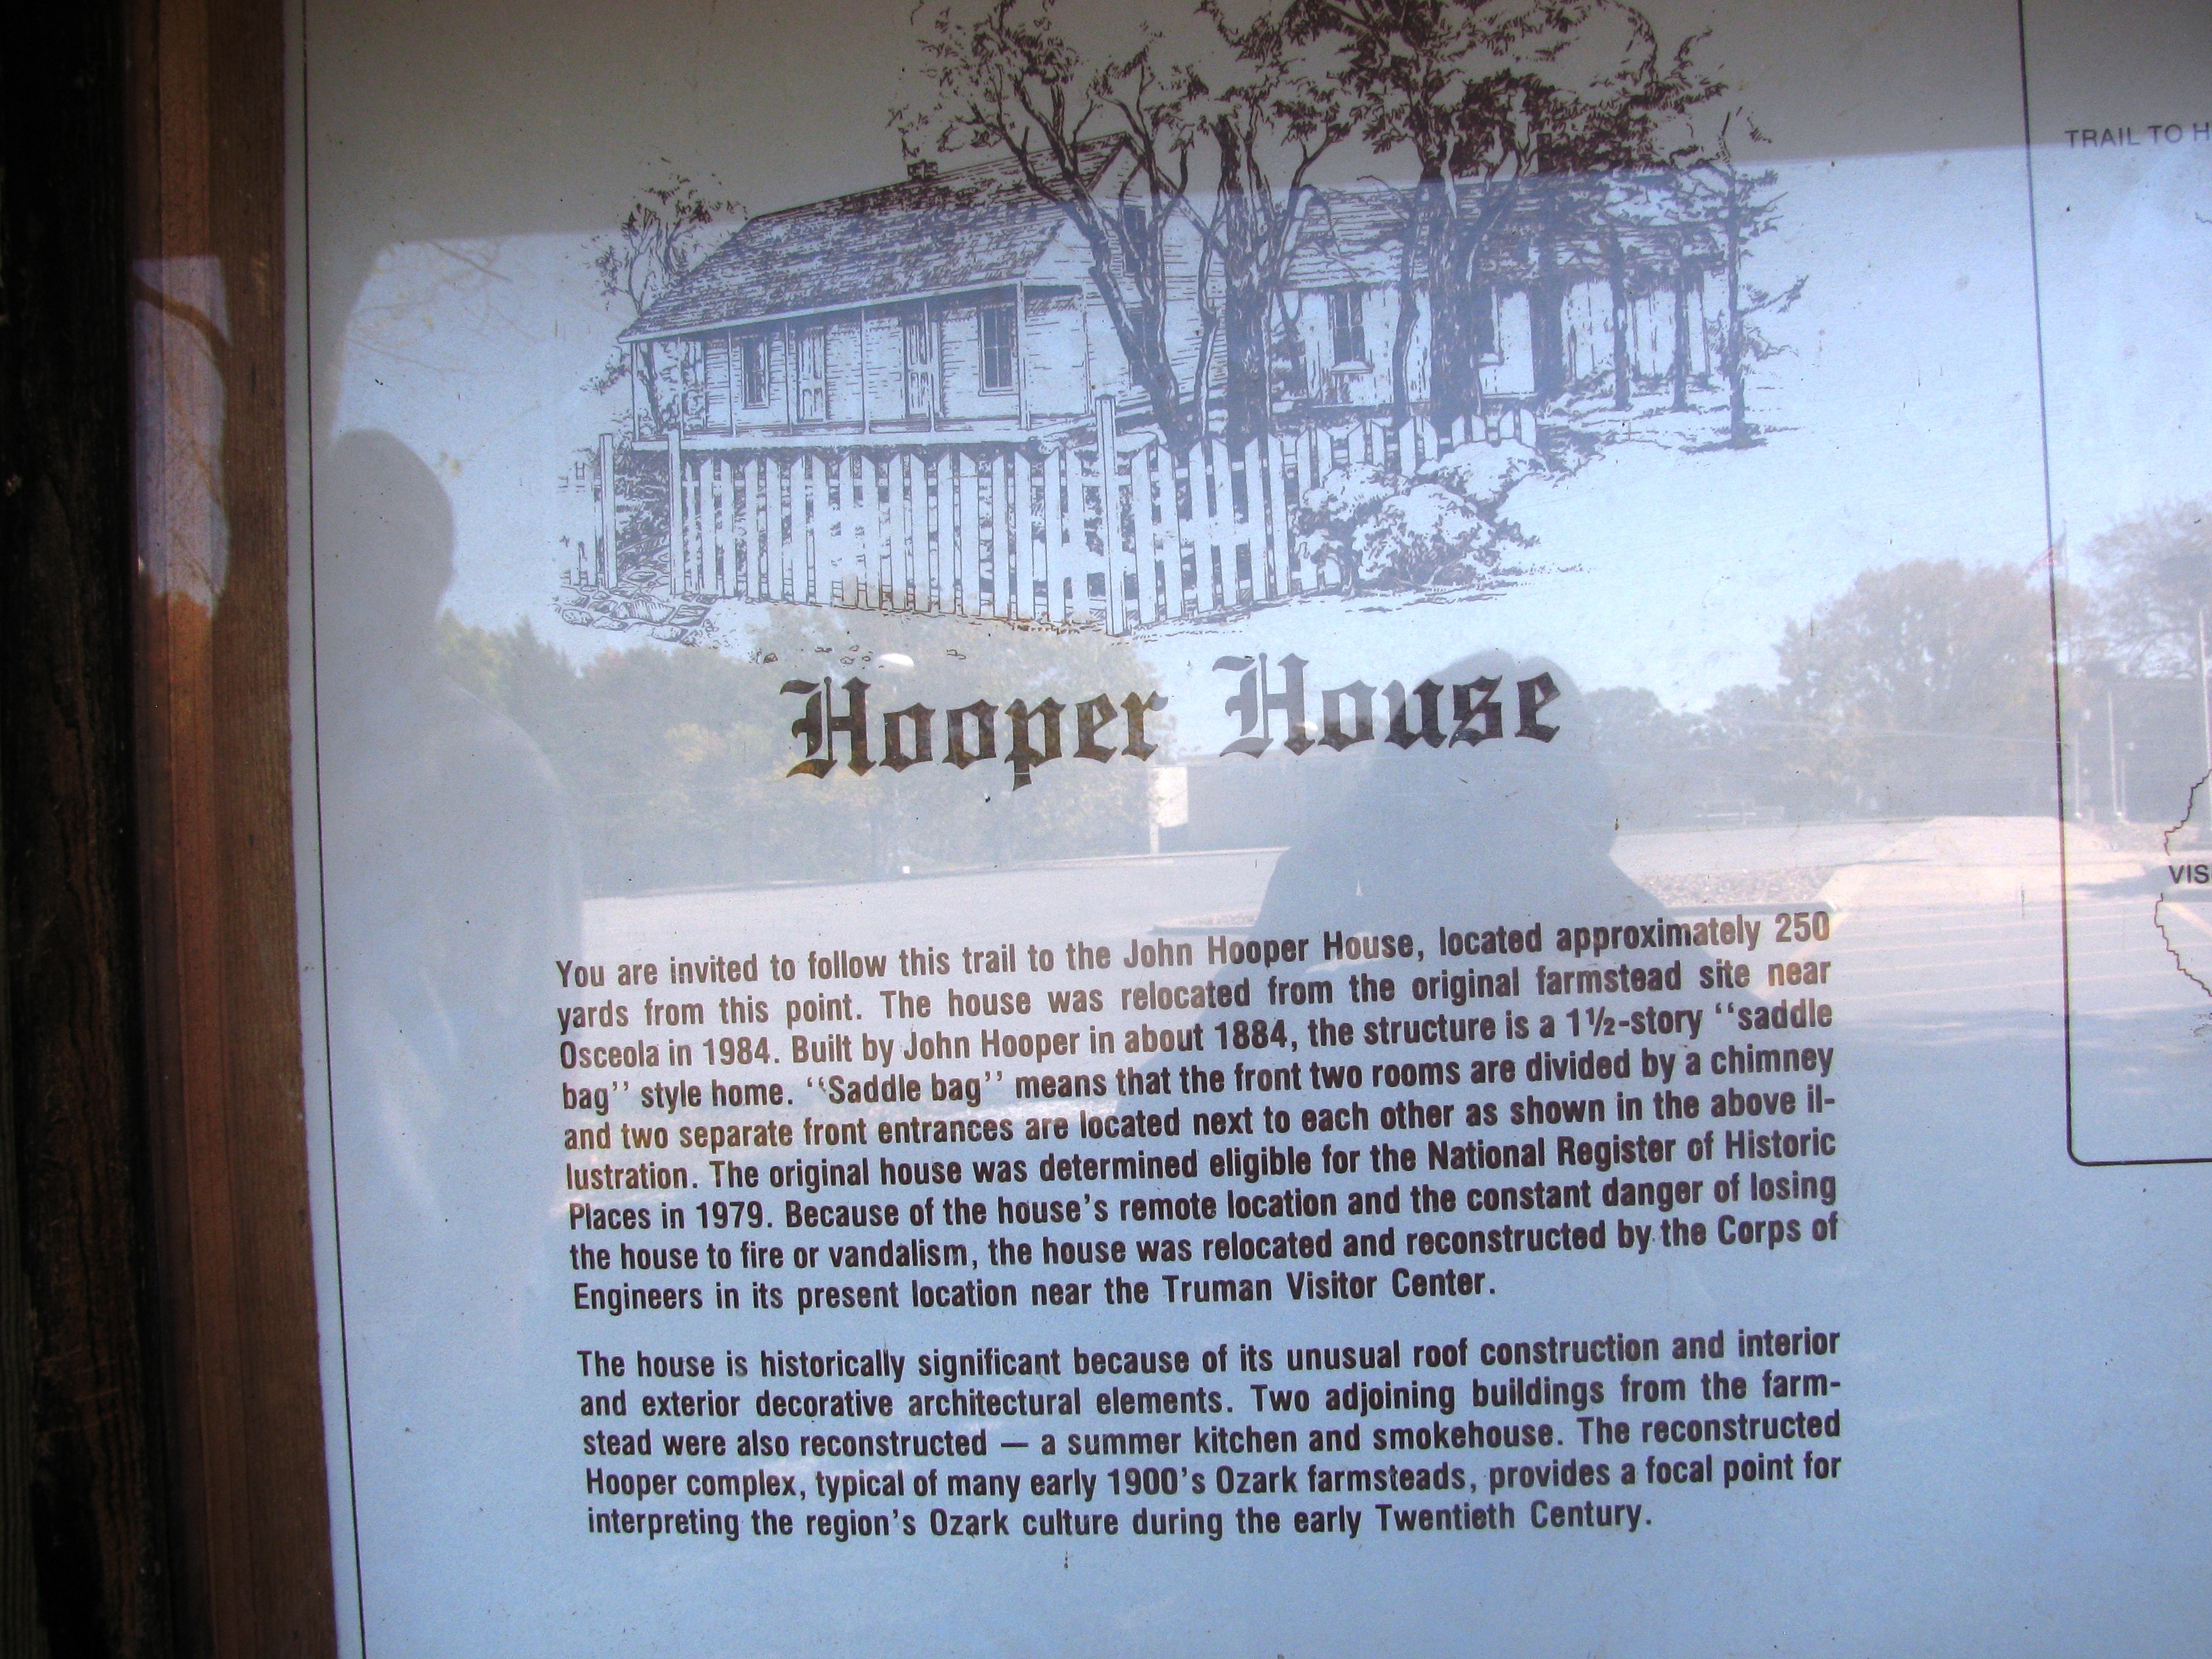 TRAIL TO H
Hooper House
VIS
You are invited to follow this trail to the John Hooper House, located approximately 250
yards from this point. The house was relocated from the original farmstead site near
Osceola in 1984. Built by John Hooper in about 1884, the structure is a 1½-story "saddle
bag" style home. "Saddle bag" means that the front two rooms are divided by a chimney
and two separate front entrances are located next to each other as shown in the above il-
lustration. The original house was determined eligible for the National Register of Historic
Places in 1979. Because of the house's remote location and the constant danger of losing
the house to fire or vandalism, the house was relocated and reconstructed by the Corps of
Engineers in its present location near the Truman Visitor Center.
The house is historically significant because of its unusual roof construction and interior
and exterior decorative architectural elements. Two adjoining buildings from the farm-
stead were also reconstructed — a summer kitchen and smokehouse. The reconstructed
Hooper complex, typical of many early 1900's Ozark farmsteads, provides a focal point for
interpreting the region's Ozark culture during the early Twentieth Century.